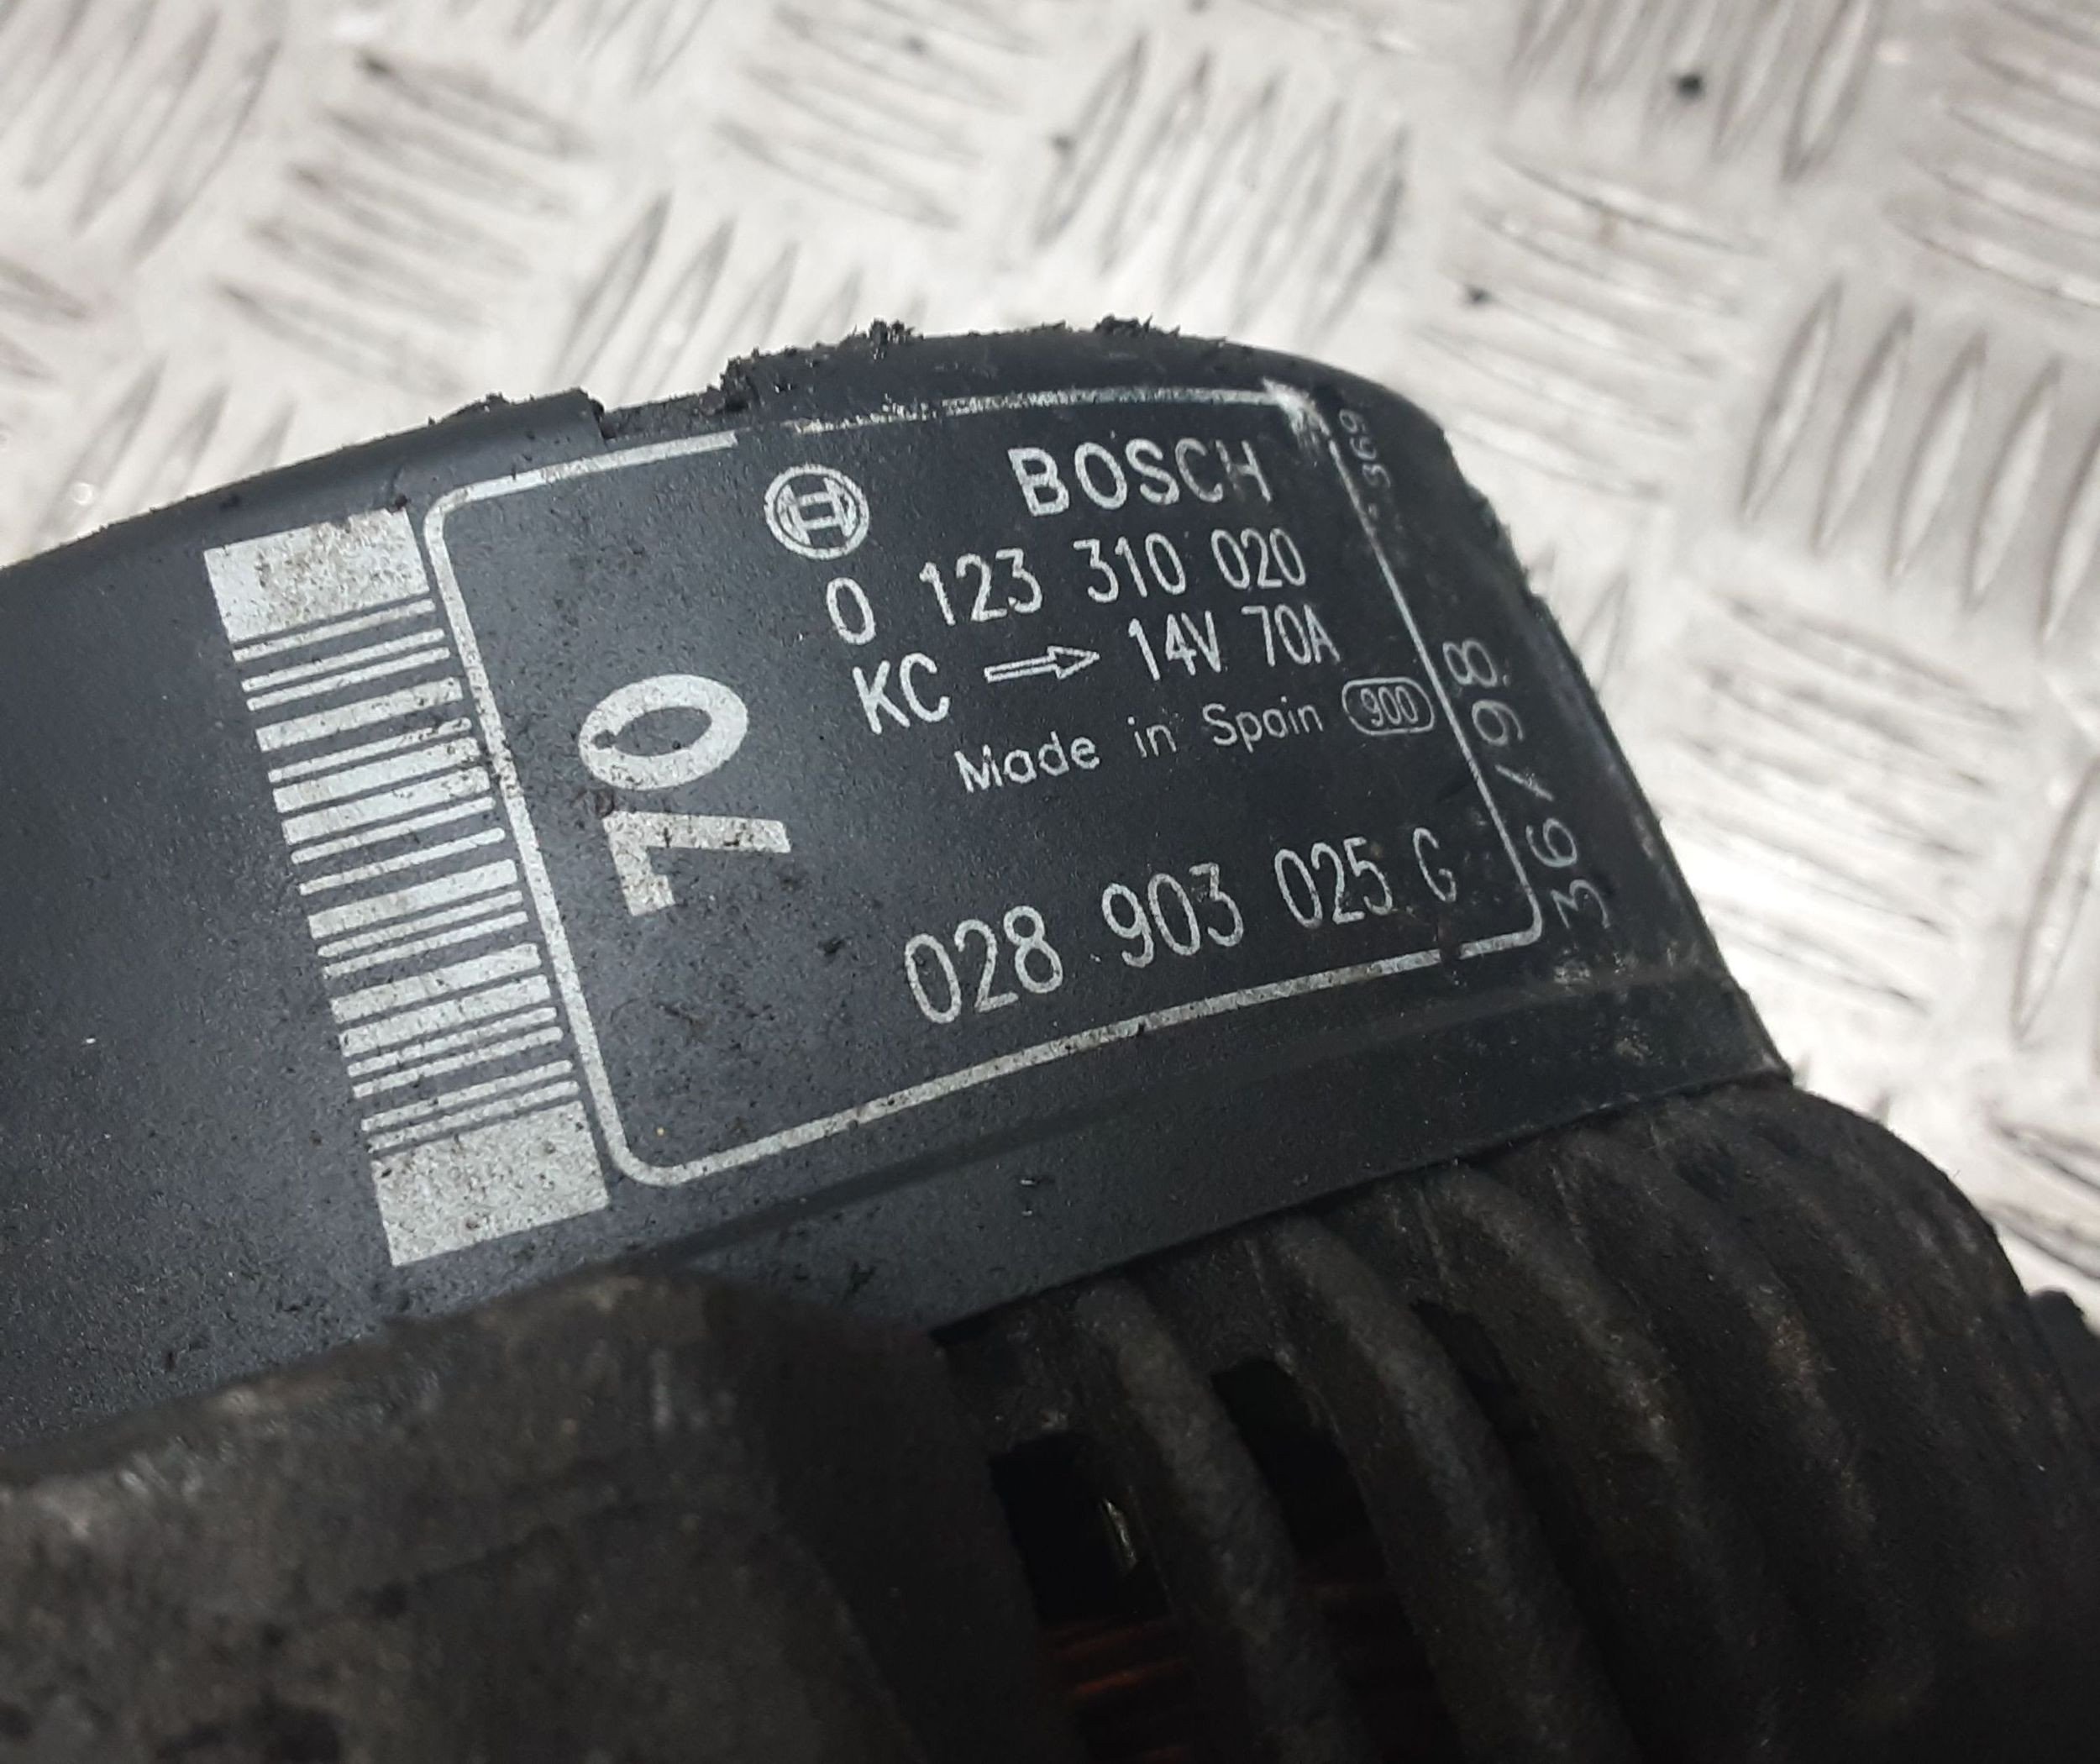 BOSCH
0 123 310 020
KC → 14V 70A
Made in Spain 900
028 903 025 G
70
36/98
369